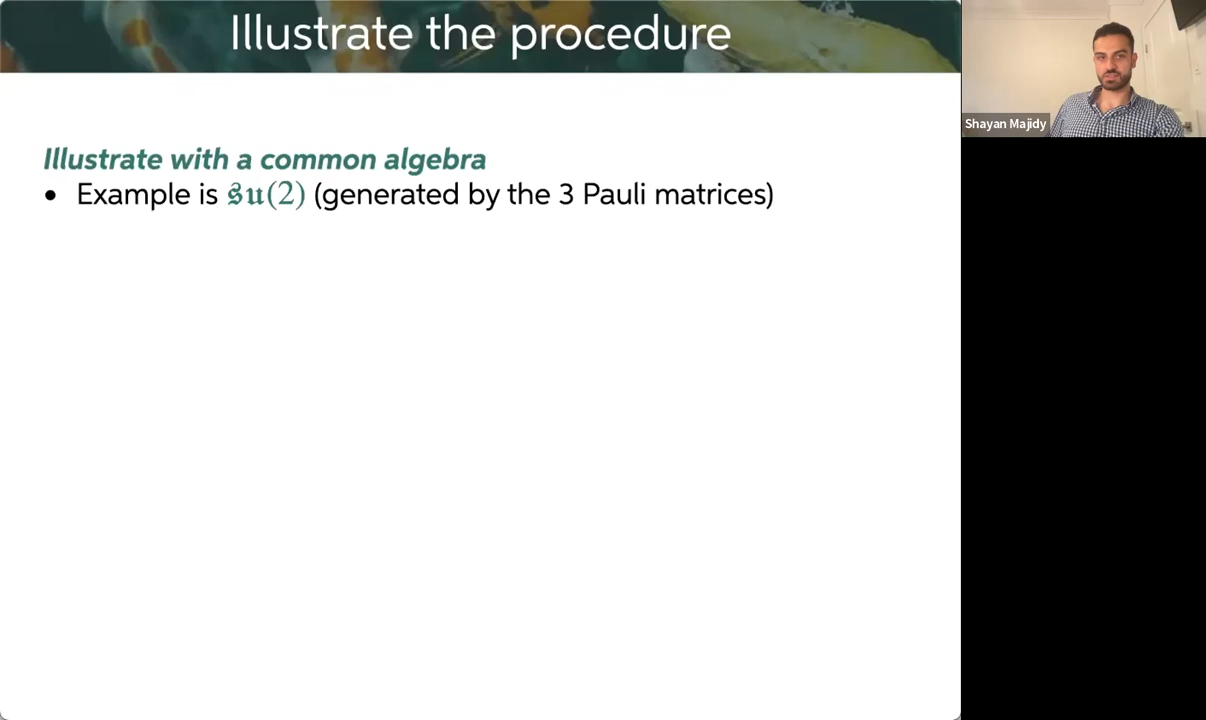 Illustrate the procedure
Shayan Majidy
Illustrate with a common algebra
• Example is 𝔰𝔲(2) (generated by the 3 Pauli matrices)